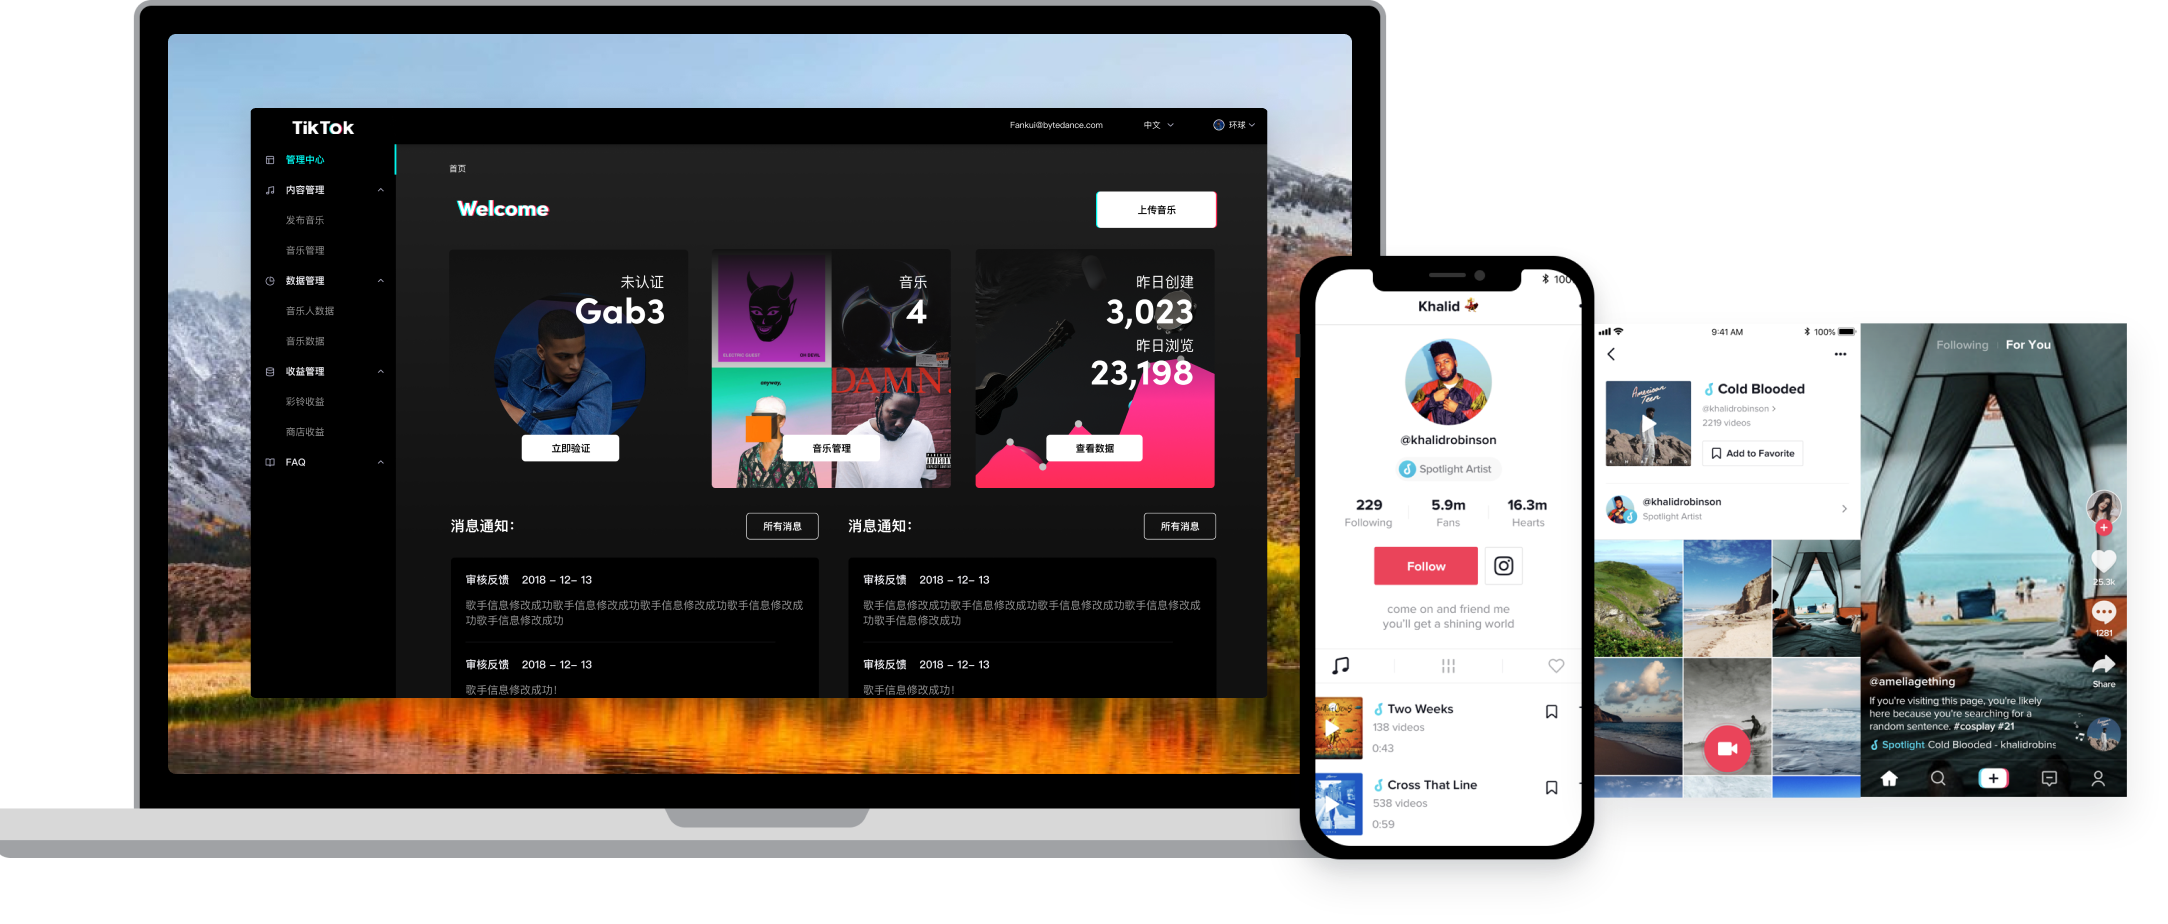 TikTok
Fankui@bytedance.com
中文
环球
管理中心
内容管理
发布音乐
音乐管理
数据管理
音乐人数据
音乐数据
收益管理
彩铃收益
商店收益
FAQ
首页
Welcome
上传音乐
未认证
Gab3
立即验证
音乐
4
ELECTRIC GUEST
OH DEVIL
anyway,
DAMN.
音乐管理
昨日创建
3,023
昨日浏览
23,198
查看数据
消息通知：
所有消息
审核反馈 2018 – 12– 13
歌手信息修改成功歌手信息修改成功歌手信息修改成功歌手信息修改成
功歌手信息修改成功
审核反馈 2018 – 12– 13
歌手信息修改成功！
消息通知：
所有消息
审核反馈 2018 – 12– 13
歌手信息修改成功歌手信息修改成功歌手信息修改成功歌手信息修改成
功歌手信息修改成功
审核反馈 2018 – 12– 13
歌手信息修改成功！
100
Khalid
@khalidrobinson
Spotlight Artist
229
Following
5.9m
Fans
16.3m
Hearts
Follow
come on and friend me
you'll get a shining world
Two Weeks
138 videos
0:43
Cross That Line
538 videos
0:59
9:41 AM
100%
American
Teen
Cold Blooded
@khalidrobinson >
2219 videos
Add to Favorite
@khalidrobinson
Spotlight Artist
Following
For You
25.3k
1281
Share
@ameliagething
If you're visiting this page, you're likely
here because you're searching for a
random sentence. #cosplay #21
Spotlight Cold Blooded - khalidrobins